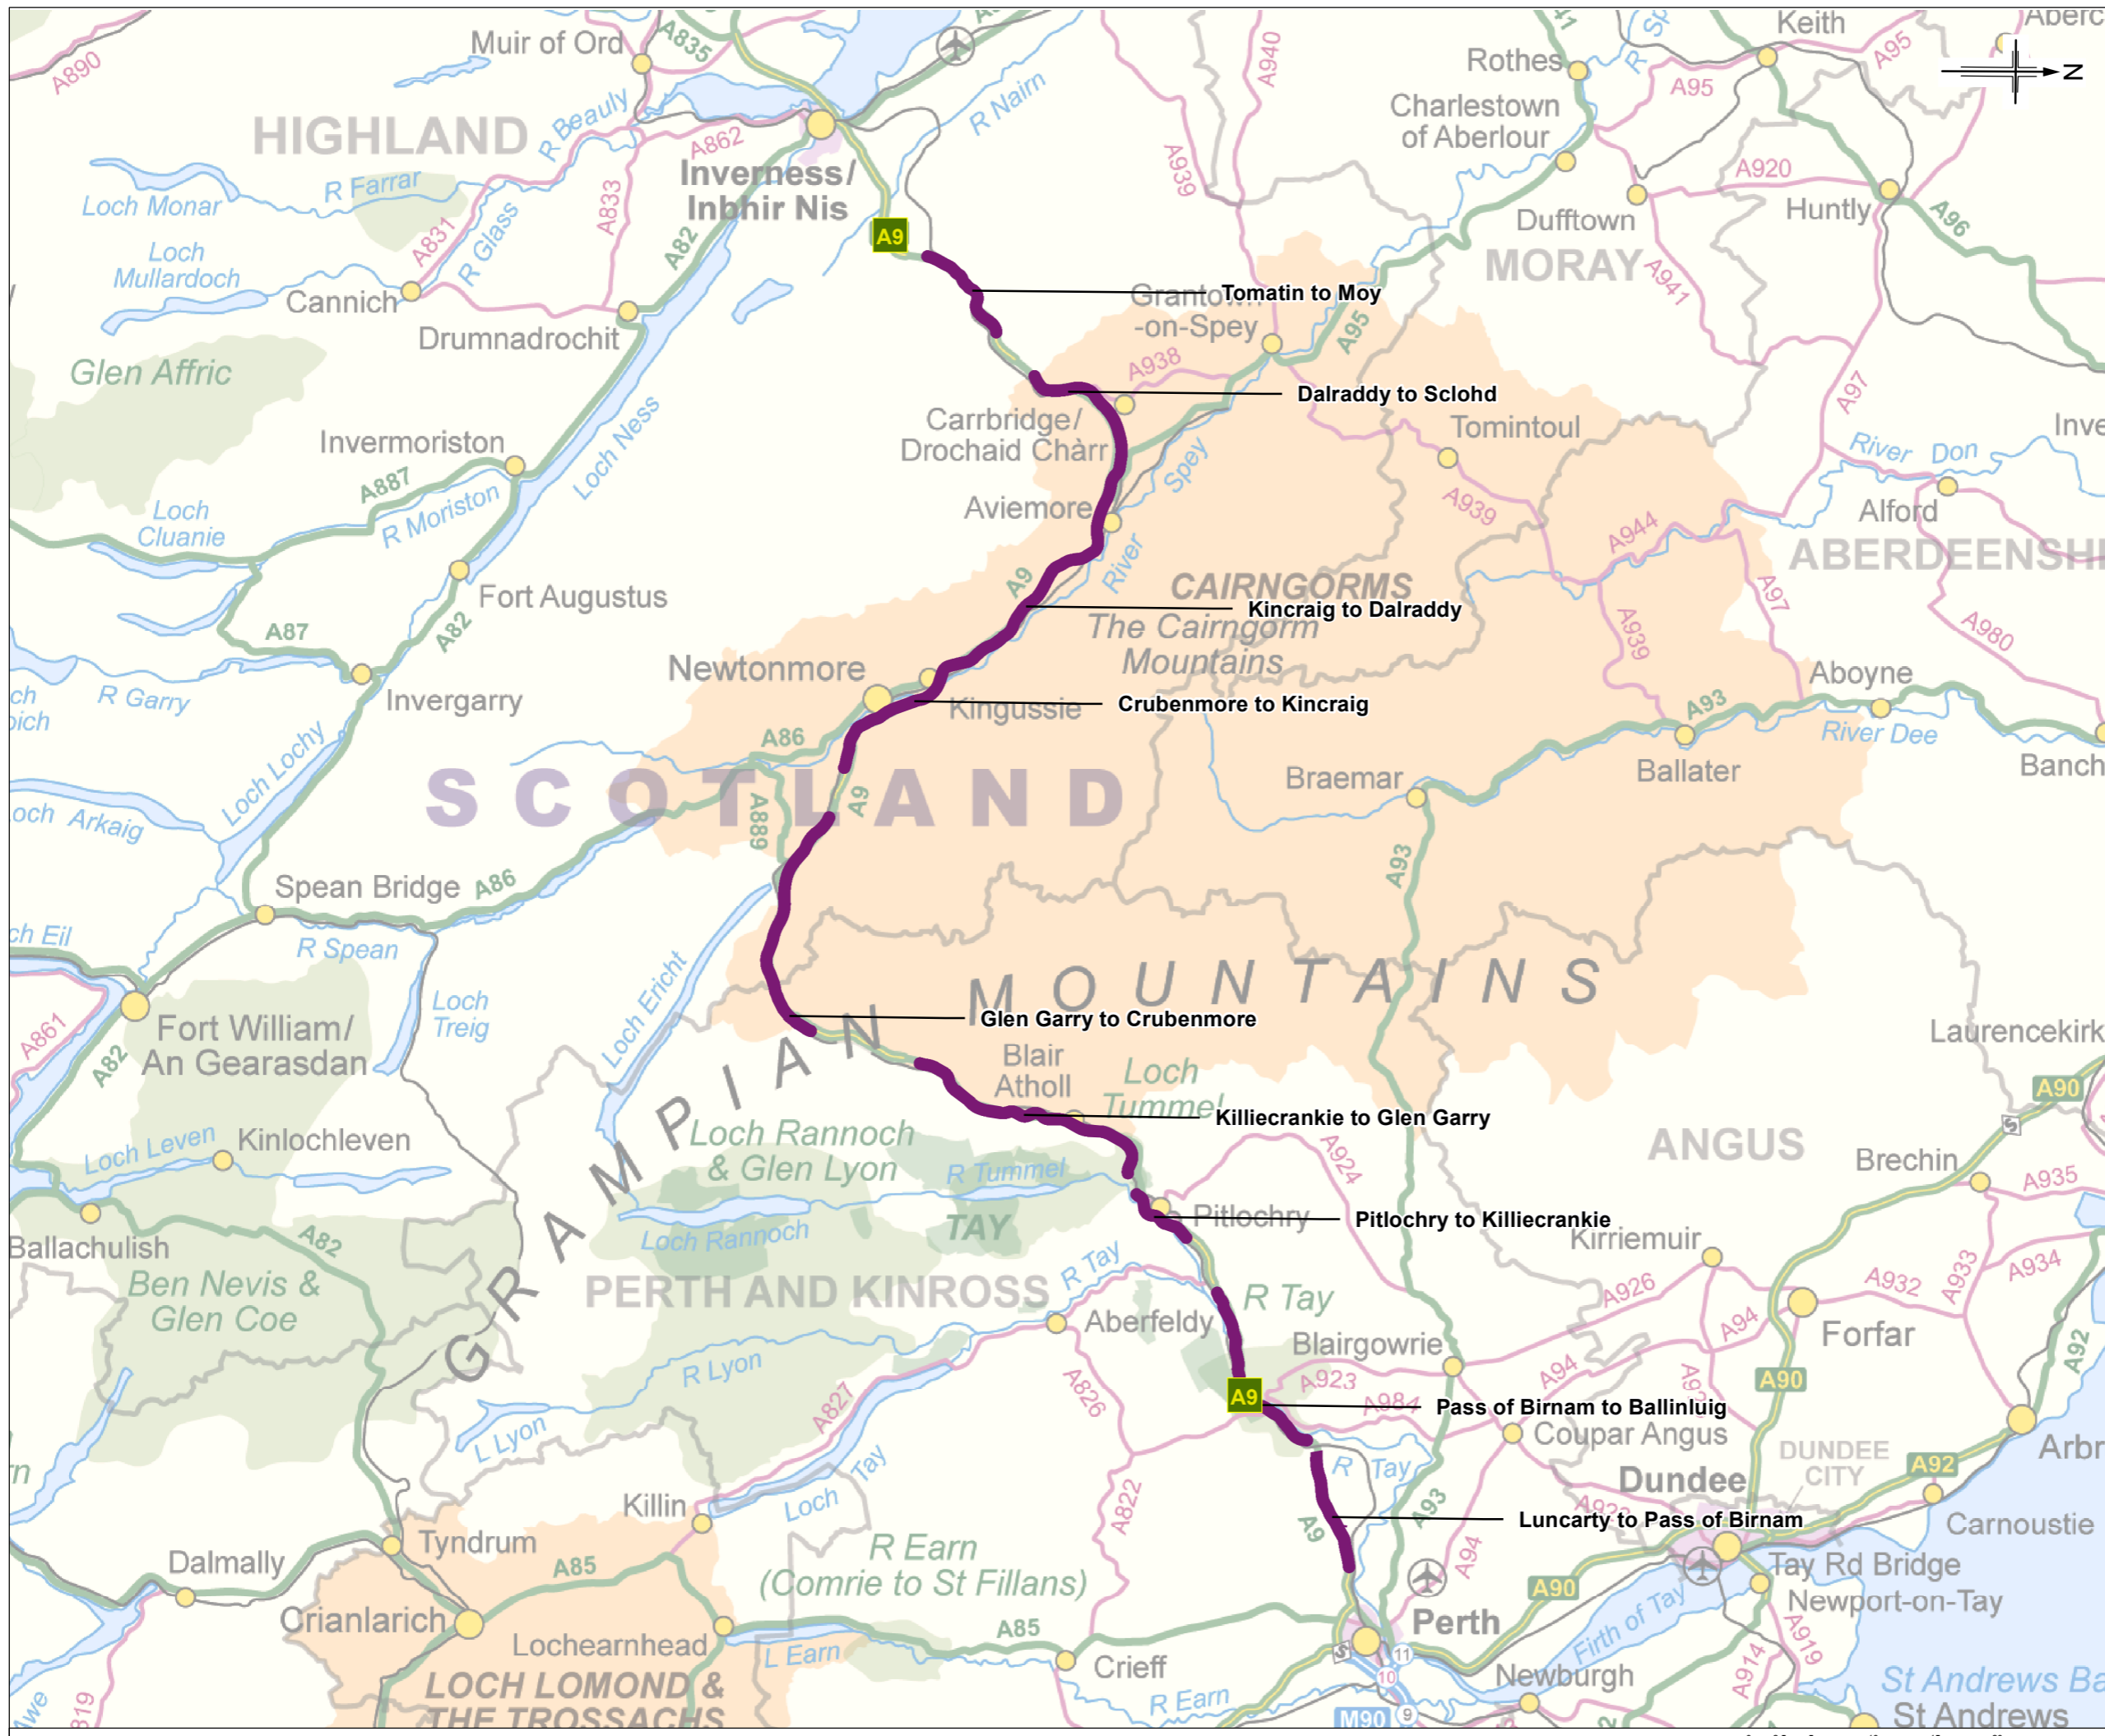 Muir of Ord
A835
Keith
A95
A890
A940
Rothes
N
HIGHLAND
R Beauly
A862
R Nairn
Charlestown
of Aberlour
A95
Loch Monar
R Farrar
A833
Inverness/
Inbhir Nis
A939
A920
Dufftown
Huntly
A96
Loch
Mullardoch
A831
R Glass
A82
A9
MORAY
A941
Cannich
Drumnadrochit
Grantown
-on-Spey
Tomatin to Moy
A95
Glen Affric
A938
Dalraddy to Sclohd
A97
Carrbridge/
Drochaid Chàrr
Tomintoul
Invermoriston
Loch Ness
A887
R Moriston
Spey
River Don
Loch
Cluanie
Aviemore
A939
A944
Alford
ABERDEENSHI
Fort Augustus
A9
River
CAIRNGORMS
Kincraig to Dalraddy
The Cairngorm
Mountains
A87
A82
A939
A97
A980
Newtonmore
Aboyne
R Garry
Invergarry
Kingussie
Crubenmore to Kincraig
A93
River Dee
Loch Lochy
A86
SCOTLAND
A9
A889
Braemar
Ballater
Banch
och Arkaig
A93
Spean Bridge
A86
ch Eil
R Spean
Loch Ericht
Loch
Treig
GRAMPIAN MOUNTAINS
A861
Fort William/
An Gearasdan
A82
Glen Garry to Crubenmore
Laurencekirk
Blair
Atholl
Loch
Tummel
A90
S
Killiecrankie to Glen Garry
Loch Leven
Kinlochleven
Loch Rannoch
& Glen Lyon
R Tummel
A924
ANGUS
Brechin
A935
Ballachulish
A82
Loch Rannoch
TAY
Pitlochry
Pitlochry to Killiecrankie
Kirriemuir
Ben Nevis &
Glen Coe
PERTH AND KINROSS
R Tay
R Tay
A926
A932
A933
A934
Aberfeldy
Blairgowrie
A94
Forfar
A92
R Lyon
A827
A826
A9
A923
A984
A94
A90
Pass of Birnam to Ballinluig
L Lyon
Coupar Angus
DUNDEE
CITY
Arbr
Loch Tay
R Tay
Dundee
A92
Killin
A822
A9
A93
Luncarty to Pass of Birnam
Carnoustie
Tyndrum
R Earn
(Comrie to St Fillans)
A94
Dalmally
A85
A90
Tay Rd Bridge
Newport-on-Tay
Firth of Tay
Crianlarich
Lochearnhead
L Earn
A85
Perth
S
11
10
A914
A919
Crieff
LOCH LOMOND &
THE TROSSACHS
R Earn
M90
9
Newburgh
St Andrews Ba
St Andrews
Awe
819